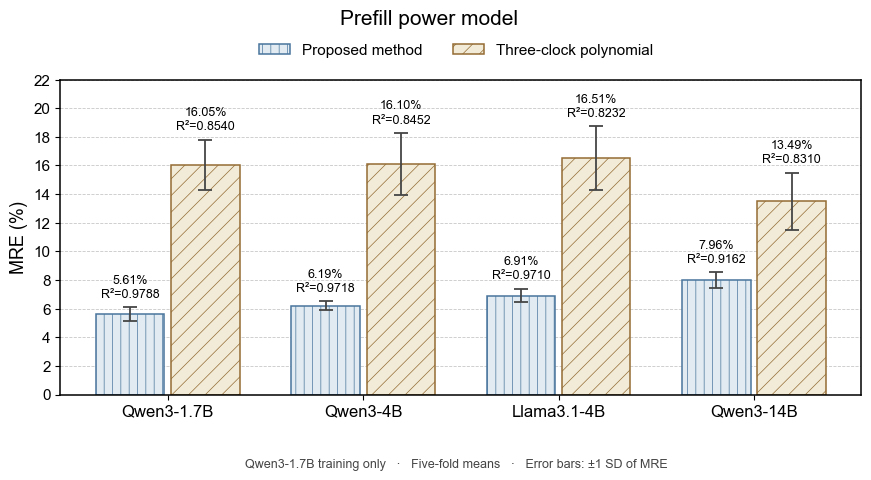 Prefill power model
Proposed method
Three-clock polynomial
MRE (%)
22
20
18
16
14
12
10
8
6
4
2
0
5.61%
R²=0.9788
16.05%
R²=0.8540
6.19%
R²=0.9718
16.10%
R²=0.8452
6.91%
R²=0.9710
16.51%
R²=0.8232
7.96%
R²=0.9162
13.49%
R²=0.8310
Qwen3-1.7B
Qwen3-4B
Llama3.1-4B
Qwen3-14B
Qwen3-1.7B training only · Five-fold means · Error bars: ±1 SD of MRE